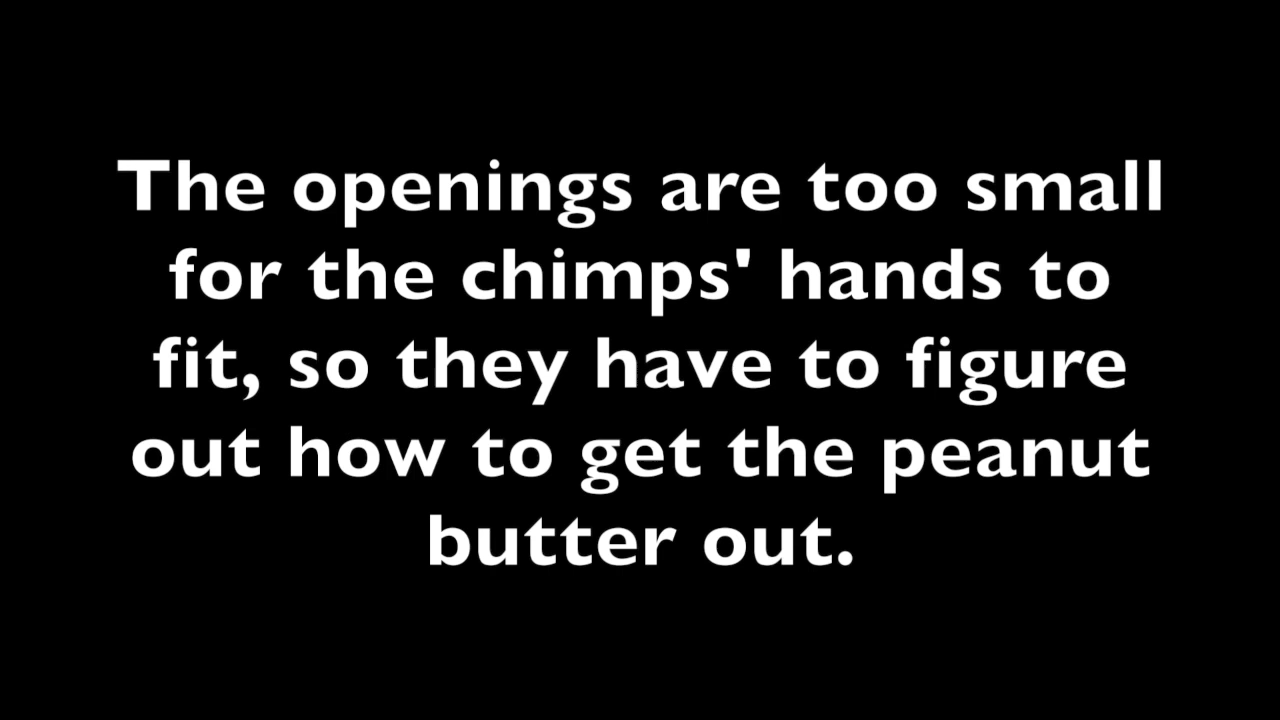 The openings are too small
for the chimps' hands to
fit, so they have to figure
out how to get the peanut
butter out.